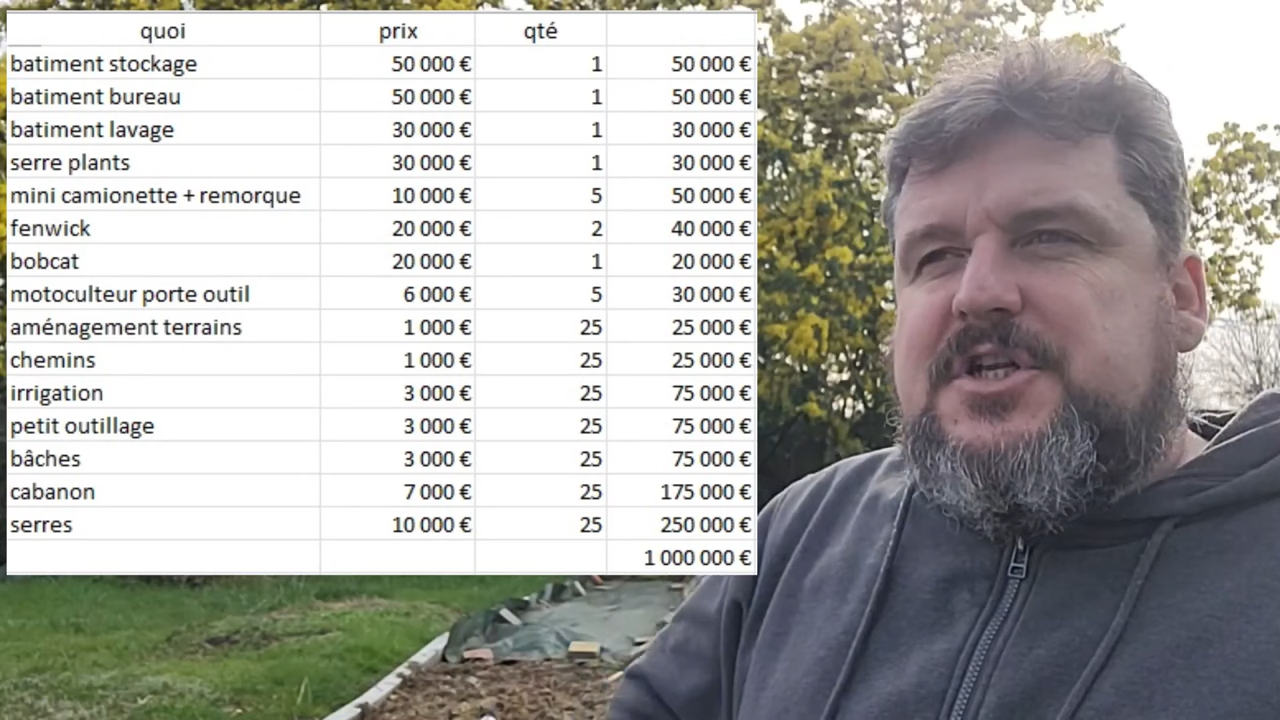 quoi prix qté
batiment stockage 50 000 € 1 50 000 €
batiment bureau 50 000 € 1 50 000 €
batiment lavage 30 000 € 1 30 000 €
serre plants 30 000 € 1 30 000 €
mini camionette + remorque 10 000 € 5 50 000 €
fenwick 20 000 € 2 40 000 €
bobcat 20 000 € 1 20 000 €
motoculteur porte outil 6 000 € 5 30 000 €
aménagement terrains 1 000 € 25 25 000 €
chemins 1 000 € 25 25 000 €
irrigation 3 000 € 25 75 000 €
petit outillage 3 000 € 25 75 000 €
bâches 3 000 € 25 75 000 €
cabanon 7 000 € 25 175 000 €
serres 10 000 € 25 250 000 €
1 000 000 €